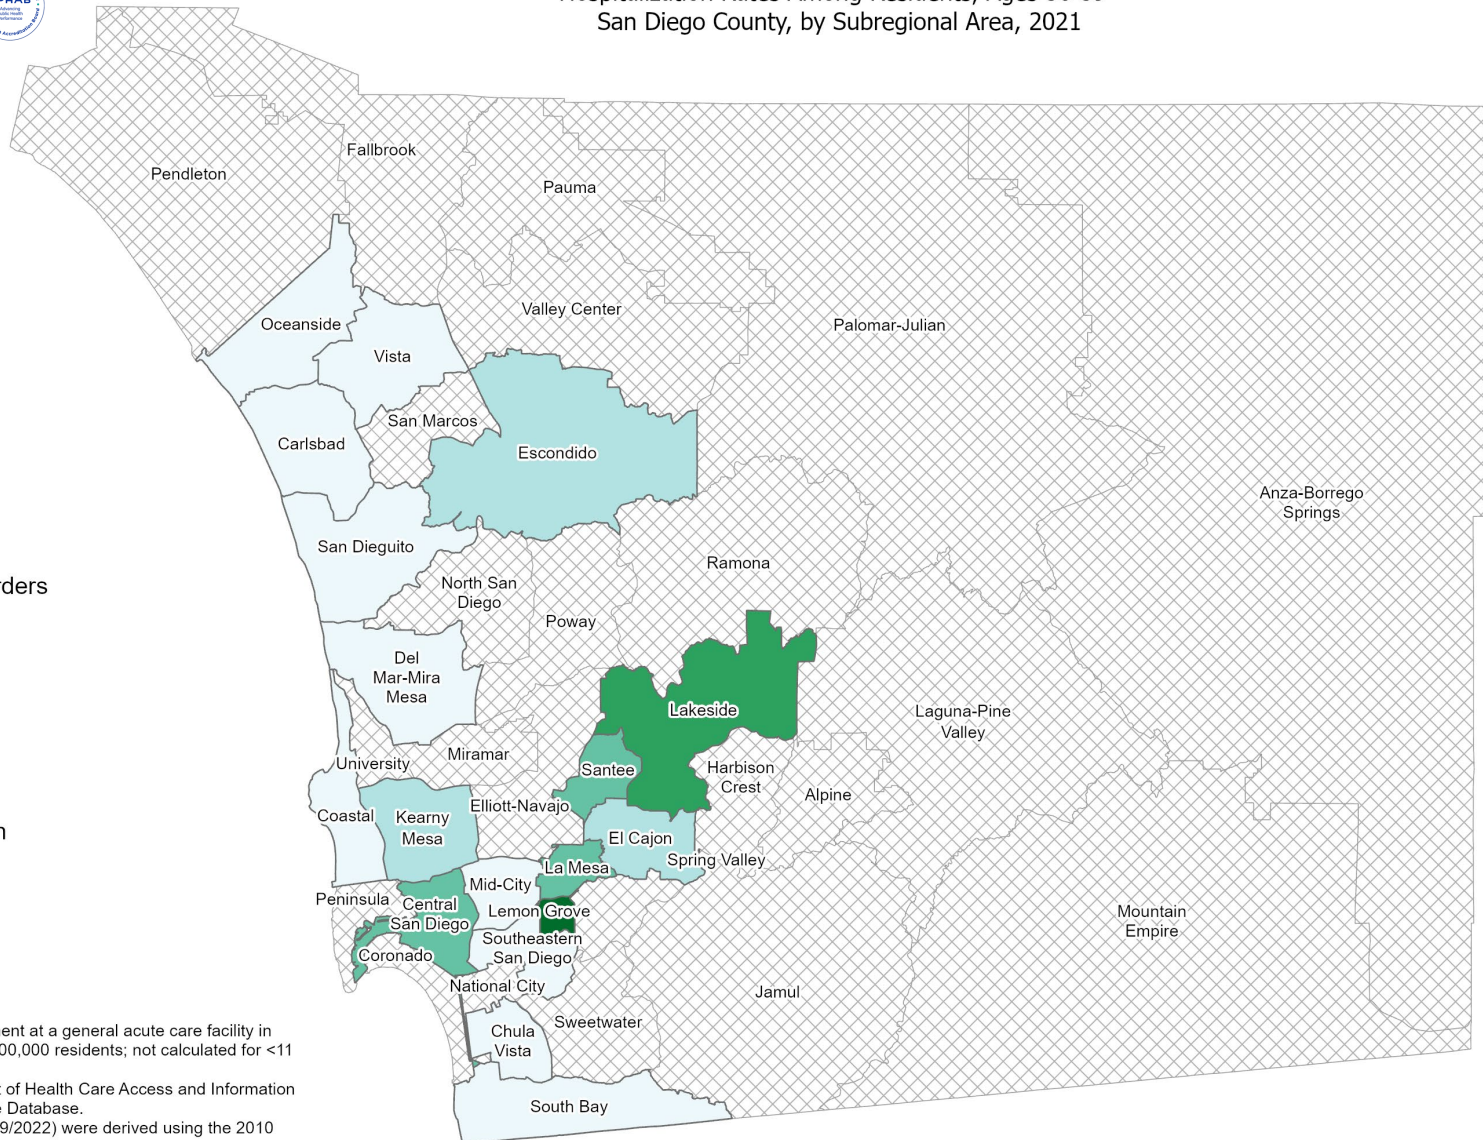 San Diego County, by Subregional Area, 2021
Pendleton
Fallbrook
Pauma
Valley Center
Palomar-Julian
Oceanside
Vista
San Marcos
Carlsbad
Escondido
Anza-Borrego
Springs
San Dieguito
Ramona
North San
Diego
Poway
rders
Del
Mar-Mira
Mesa
Lakeside
Laguna-Pine
Valley
Miramar
University
Santee
Harbison
Crest
Alpine
Elliott-Navajo
Coastal
Kearny
Mesa
El Cajon
Spring Valley
La Mesa
Mid-City
Peninsula
Central
San Diego
Lemon Grove
Mountain
Empire
Southeastern
San Diego
Coronado
National City
Jamul
Sweetwater
Chula
Vista
South Bay
ent at a general acute care facility in
00,000 residents; not calculated for <11
t of Health Care Access and Information
e Database.
9/2022) were derived using the 2010